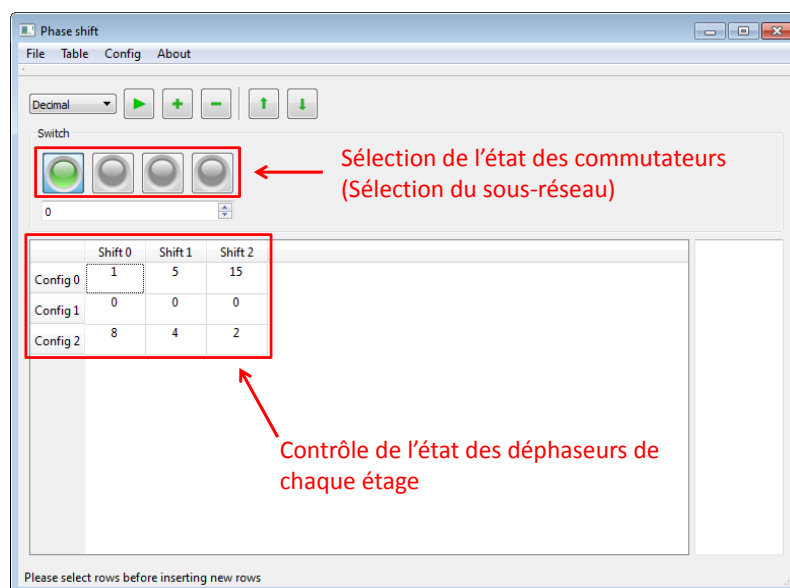 Phase shift
File Table Config About
Decimal
Switch
Sélection de l'état des commutateurs
(Sélection du sous-réseau)
0
Shift 0 Shift 1 Shift 2
Config 0 1 5 15
Config 1 0 0 0
Config 2 8 4 2
Contrôle de l'état des déphaseurs de
chaque étage
Please select rows before inserting new rows